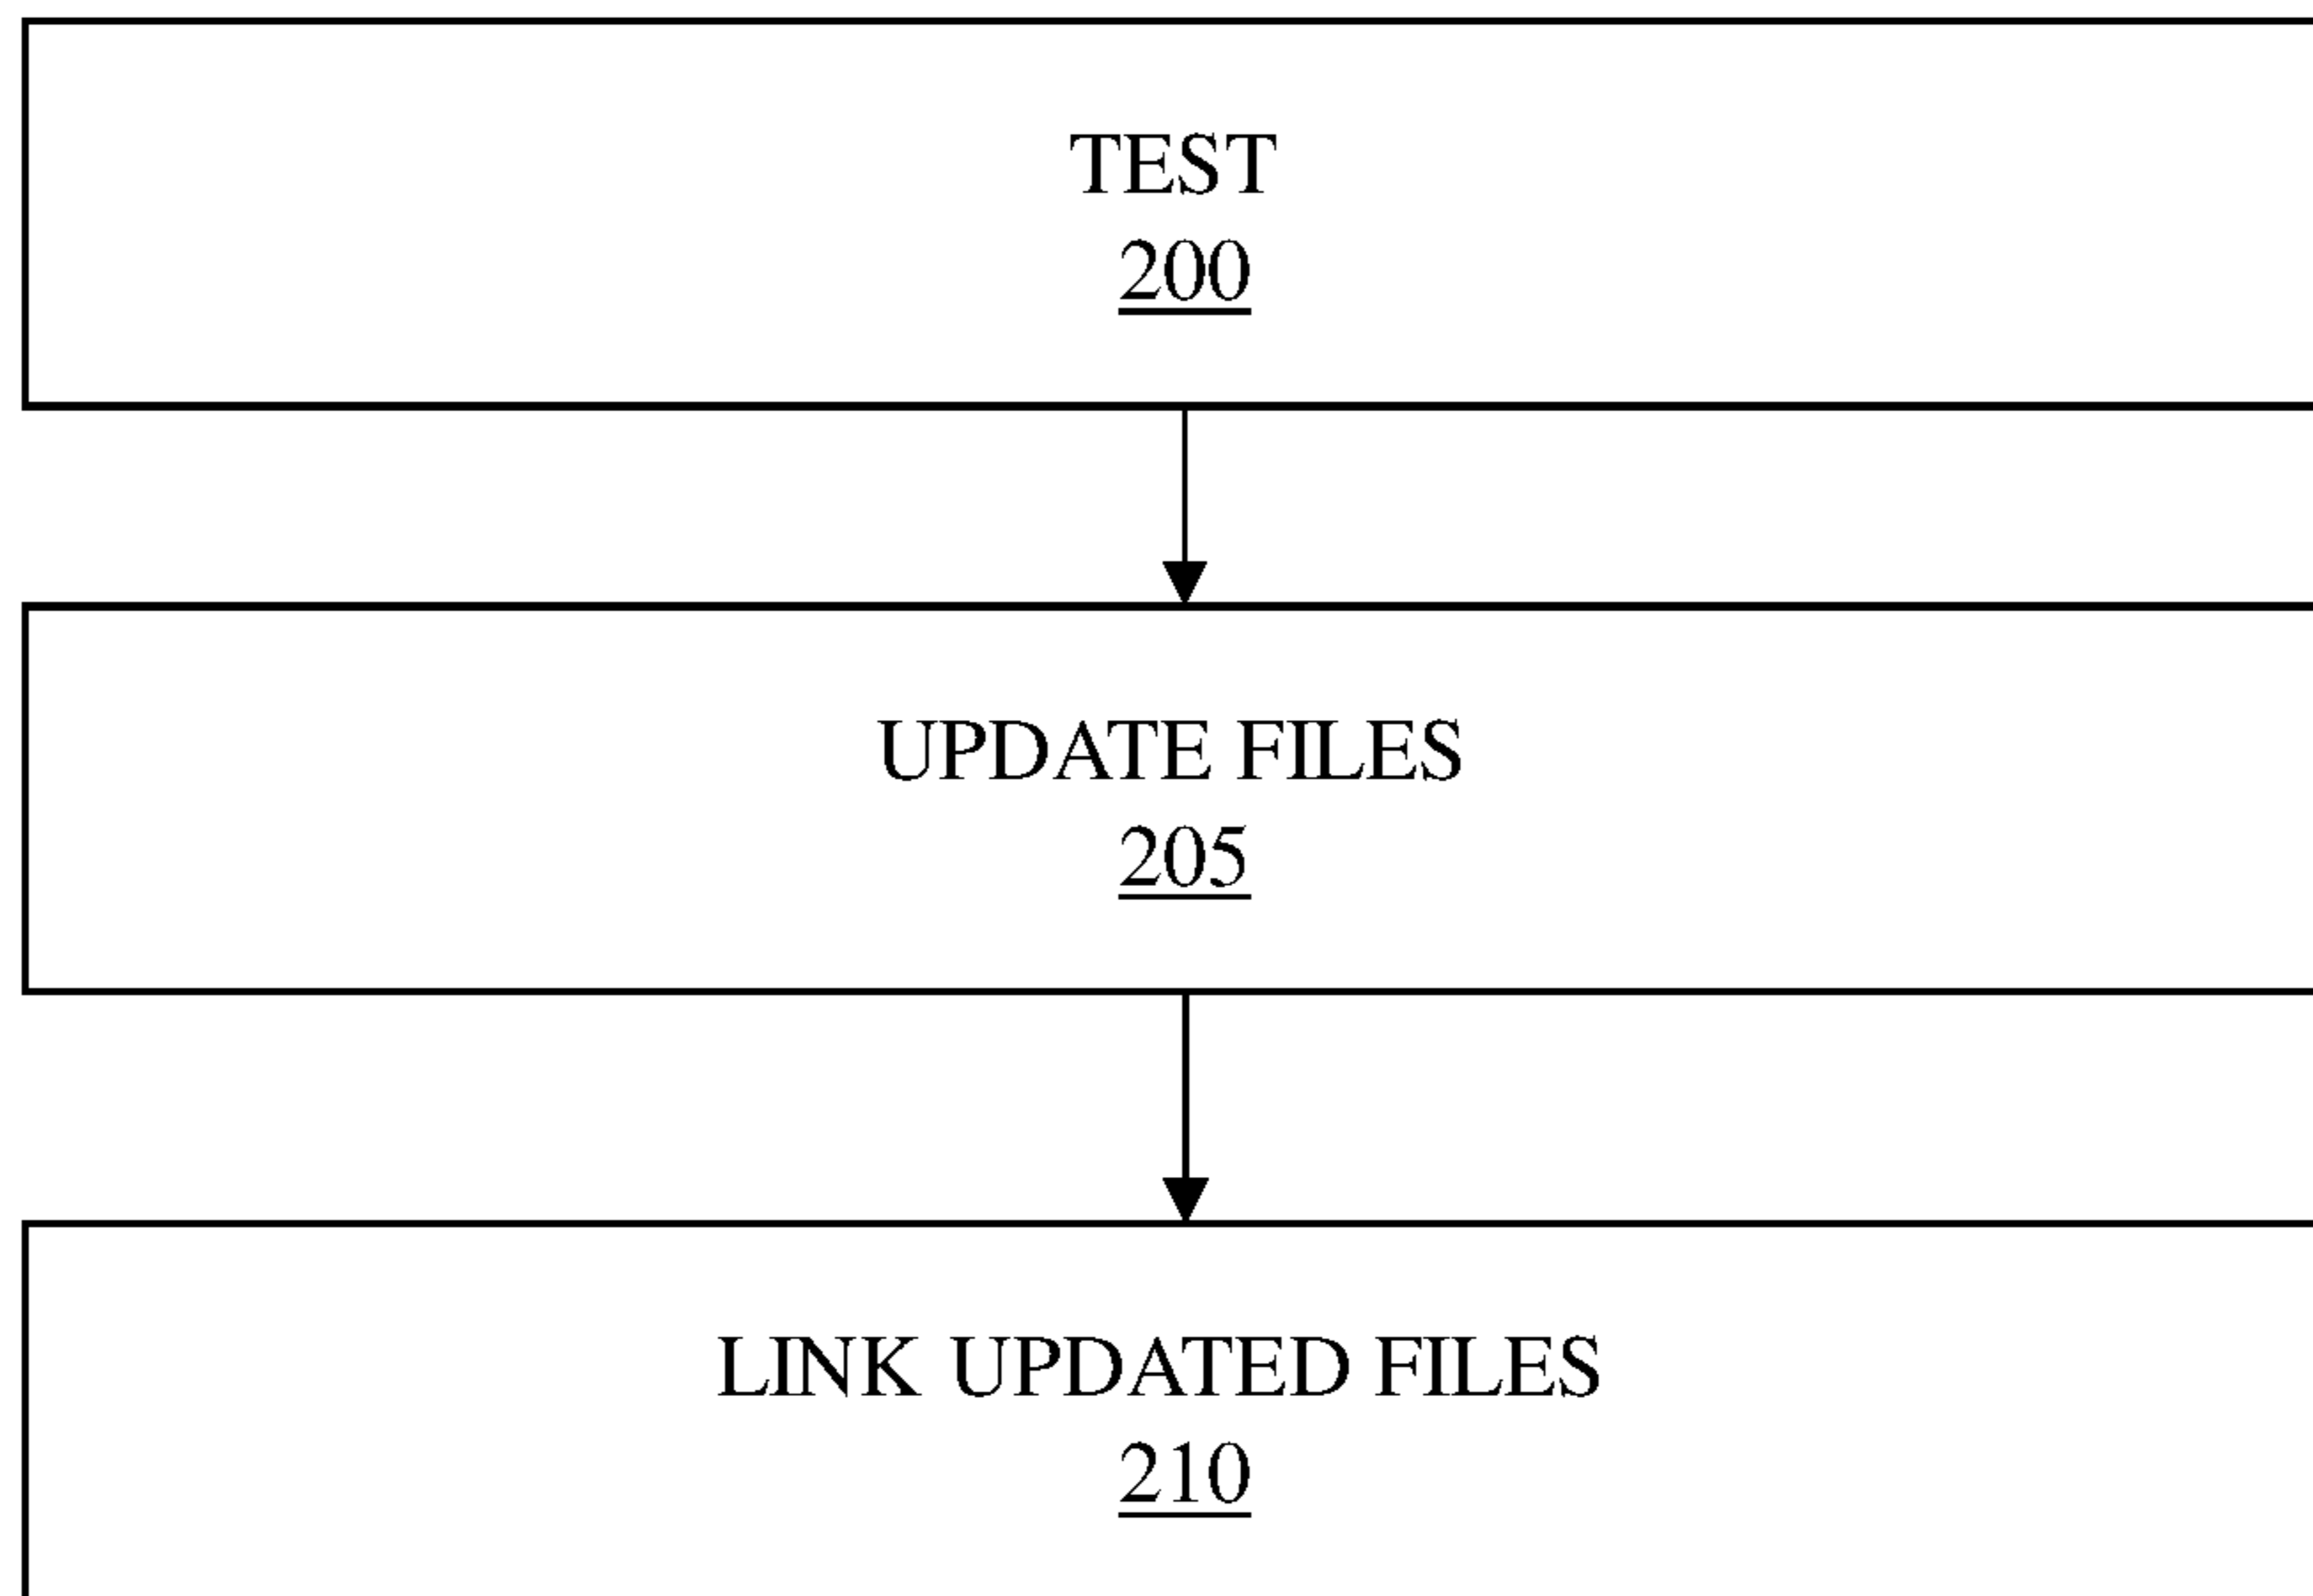 TEST
200
UPDATE FILES
205
LINK UPDATED FILES
210